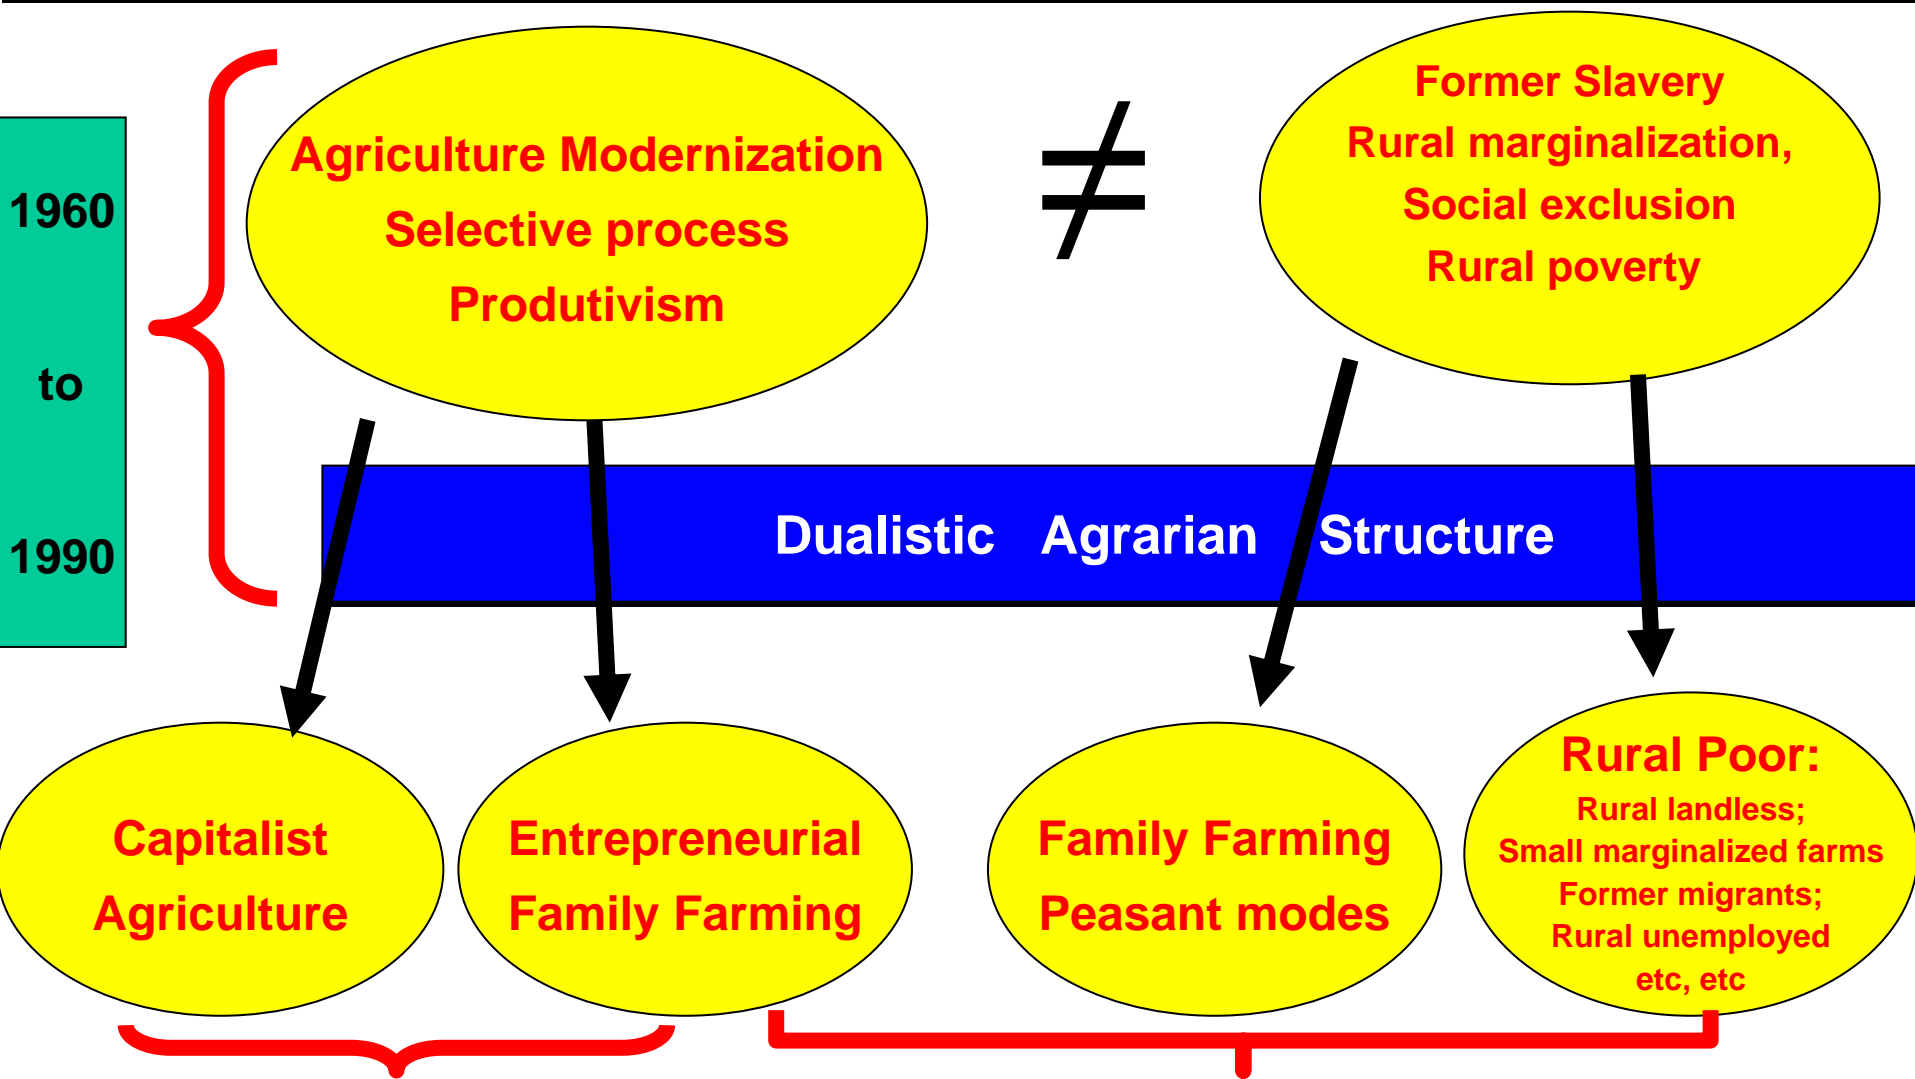 1960
to
1990
Agriculture Modernization
Selective process
Produtivism
≠
Former Slavery
Rural marginalization,
Social exclusion
Rural poverty
Dualistic Agrarian Structure
Capitalist
Agriculture
Entrepreneurial
Family Farming
Family Farming
Peasant modes
Rural Poor:
Rural landless;
Small marginalized farms
Former migrants;
Rural unemployed
etc, etc